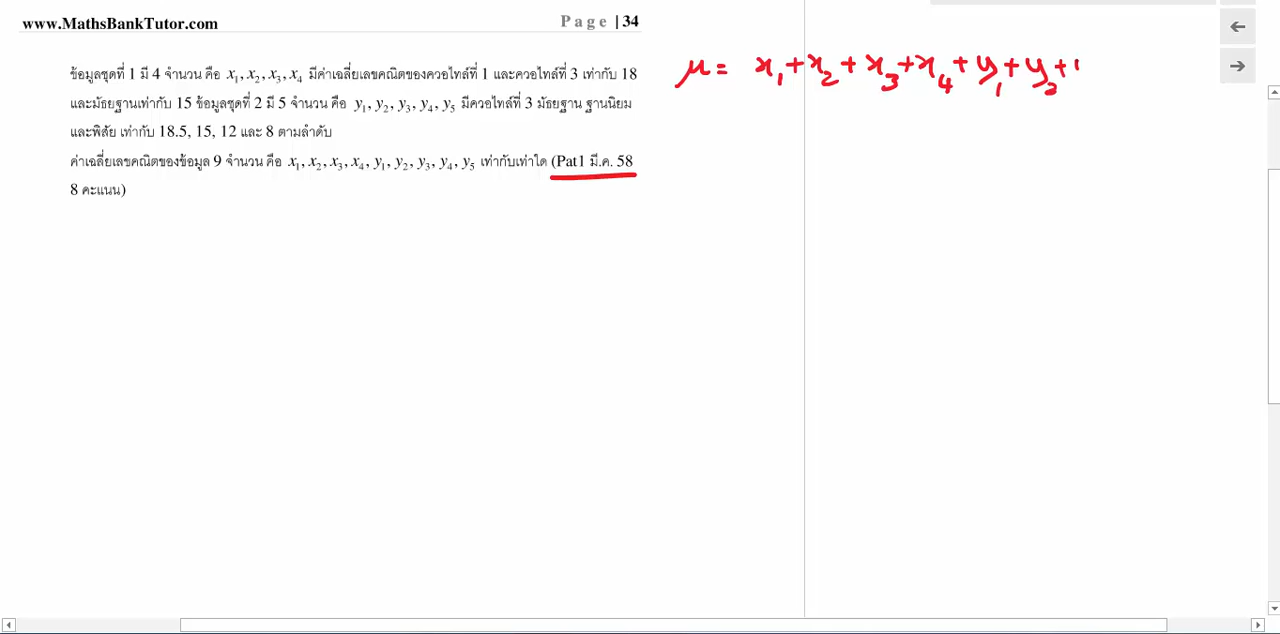 www.MathsBankTutor.com
Page | 34
ข้อมูลชุดที่ 1 มี 4 จำนวน คือ x₁, x₂, x₃, x₄ มีค่าเฉลี่ยเลขคณิตของควอไทล์ที่ 1 และควอไทล์ที่ 3 เท่ากับ 18
และมัธยฐานเท่ากับ 15 ข้อมูลชุดที่ 2 มี 5 จำนวน คือ y₁, y₂, y₃, y₄, y₅ มีควอไทล์ที่ 3 มัธยฐาน ฐานนิยม
และพิสัย เท่ากับ 18.5, 15, 12 และ 8 ตามลำดับ
ค่าเฉลี่ยเลขคณิตของข้อมูล 9 จำนวน คือ x₁, x₂, x₃, x₄, y₁, y₂, y₃, y₄, y₅ เท่ากับเท่าใด (Pat1 มี.ค. 58
8 คะแนน)
μ = x₁ + x₂ + x₃ + x₄ + y₁ + y₂ +